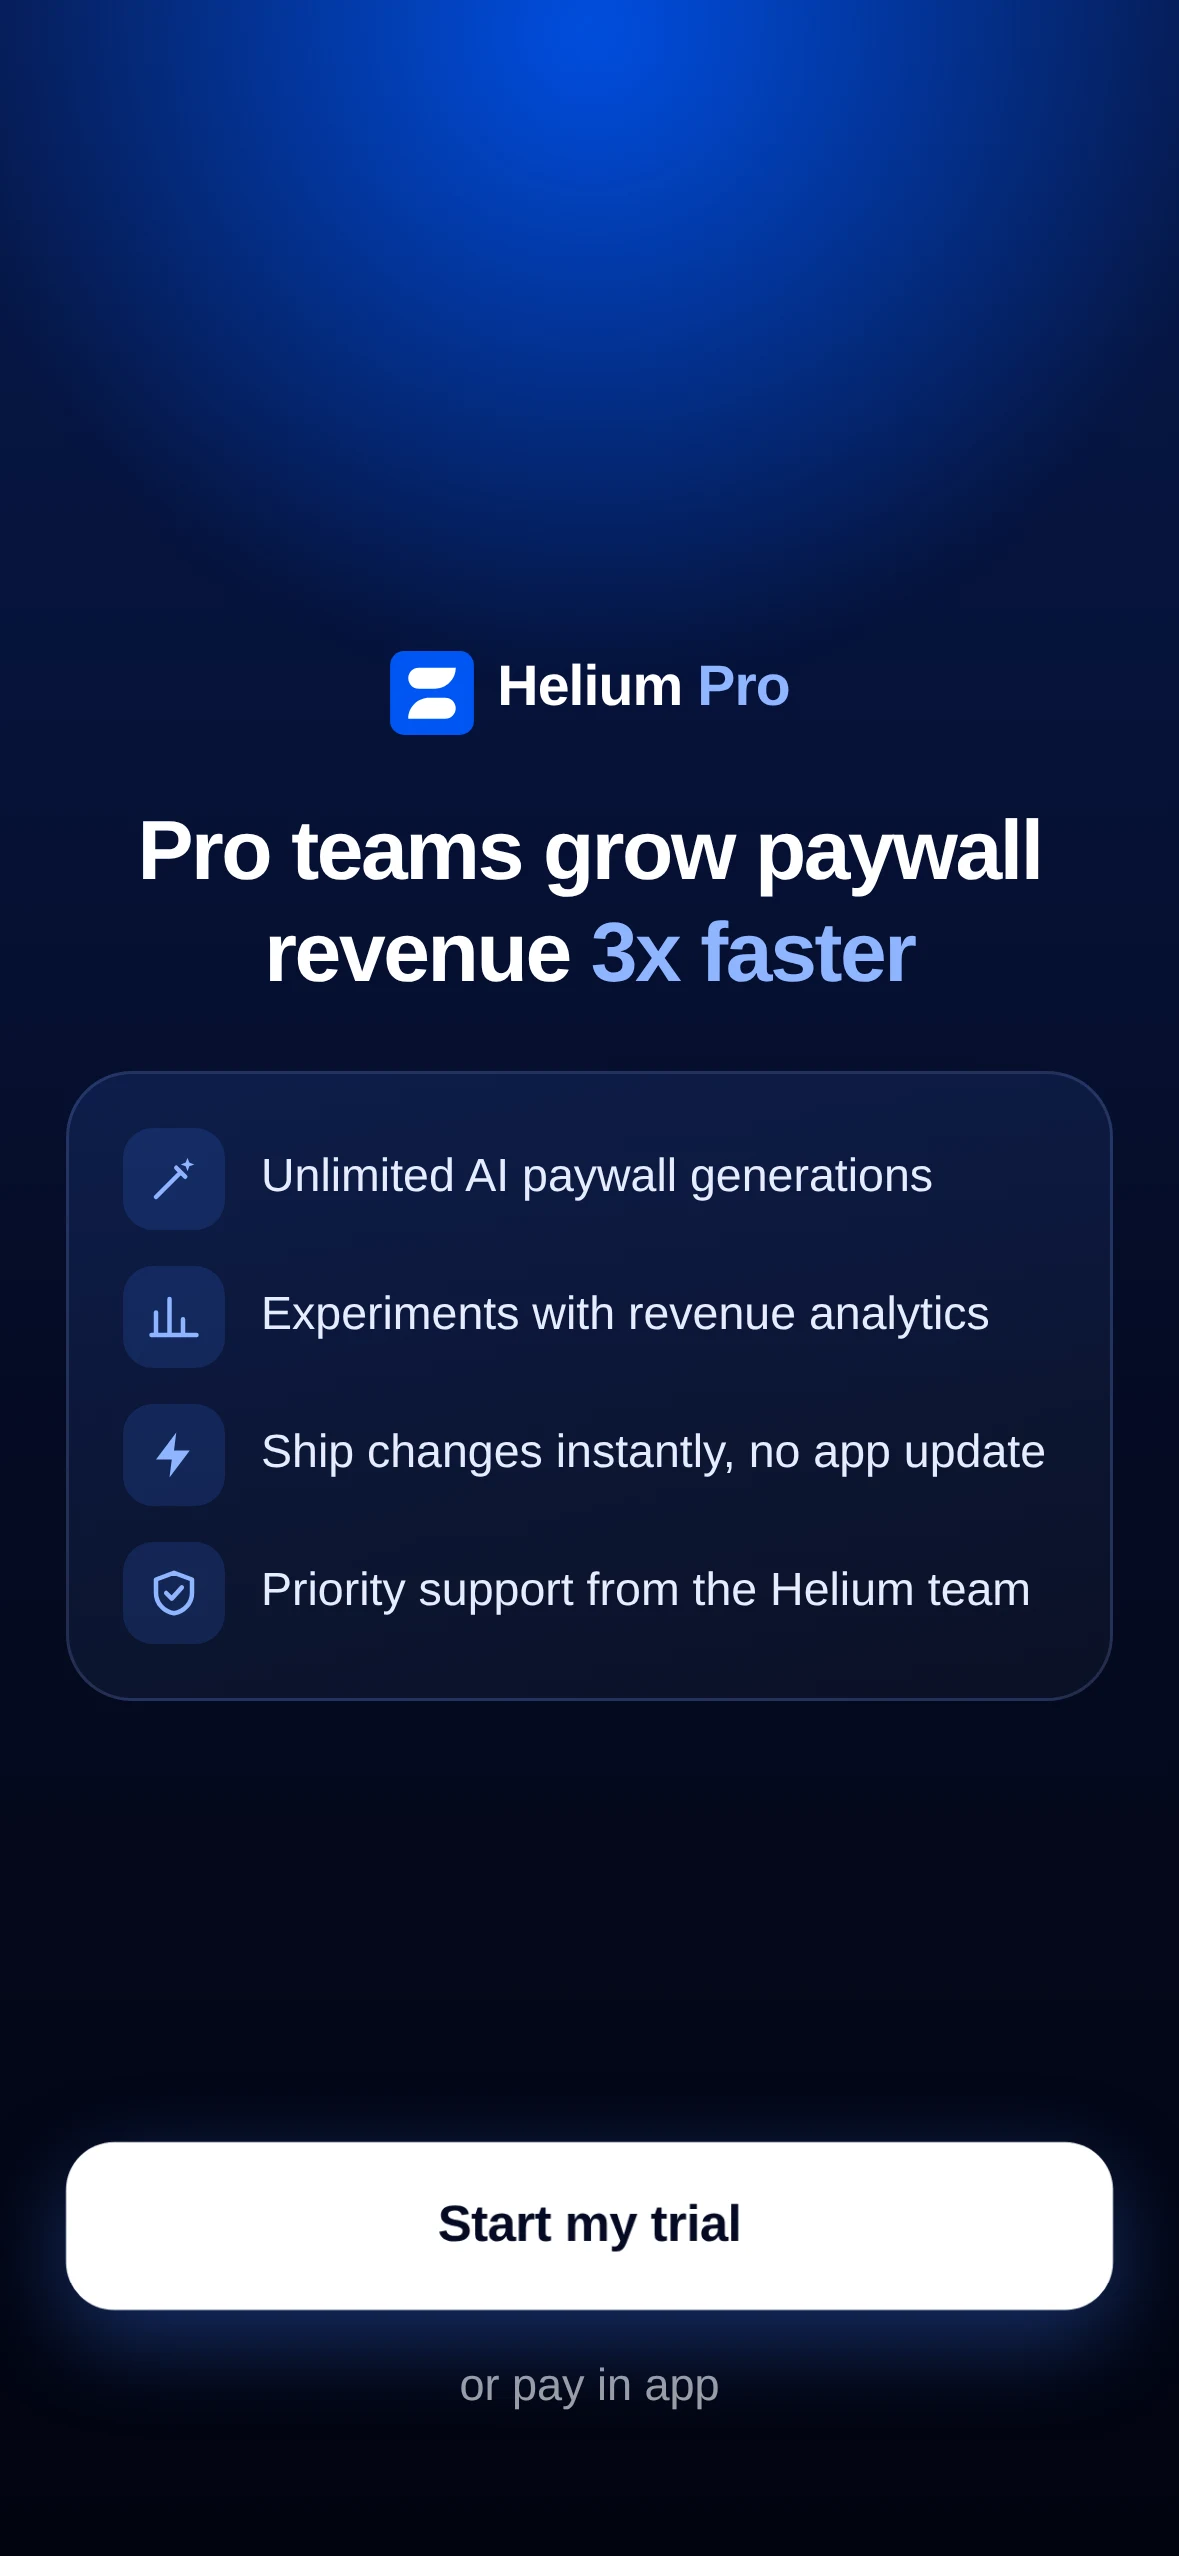 Helium Pro
Pro teams grow paywall
revenue 3x faster
Unlimited AI paywall generations
Experiments with revenue analytics
Ship changes instantly, no app update
Priority support from the Helium team
Start my trial
or pay in app